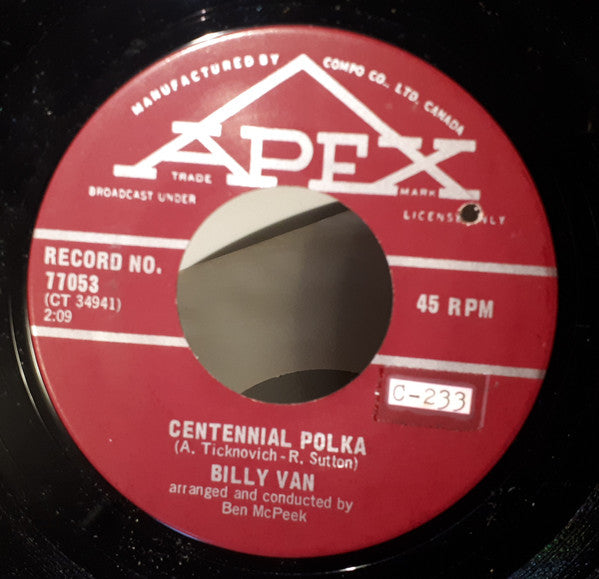 MANUFACTURED BY COMPO CO., LTD. CANADA
APEX
TRADE MARK
BROADCAST UNDER LICENSE ONLY
RECORD NO.
77053
(CT 34941)
2:09
45 RPM
C-233
CENTENNIAL POLKA
(A. Ticknovich - R. Sutton)
BILLY VAN
arranged and conducted by
Ben McPeek